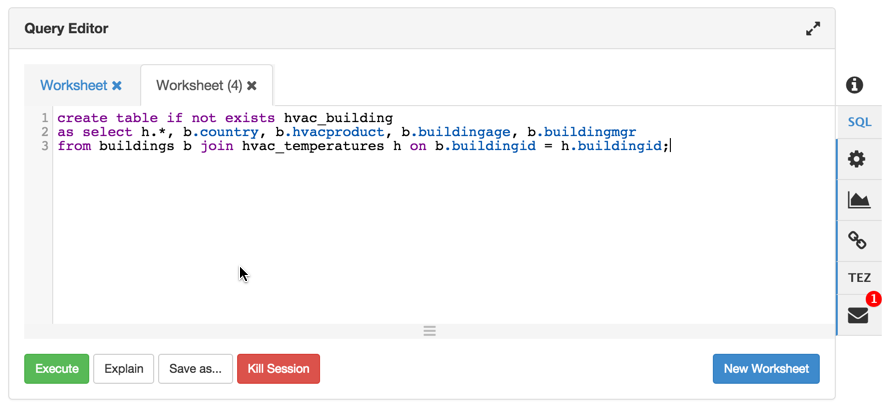 Query Editor
Worksheet ✖ Worksheet (4) ✖
1 create table if not exists hvac_building
2 as select h.*, b.country, b.hvacproduct, b.buildingage, b.buildingmgr
3 from buildings b join hvac_temperatures h on b.buildingid = h.buildingid;
SQL
TEZ
1
Execute Explain Save as... Kill Session New Worksheet